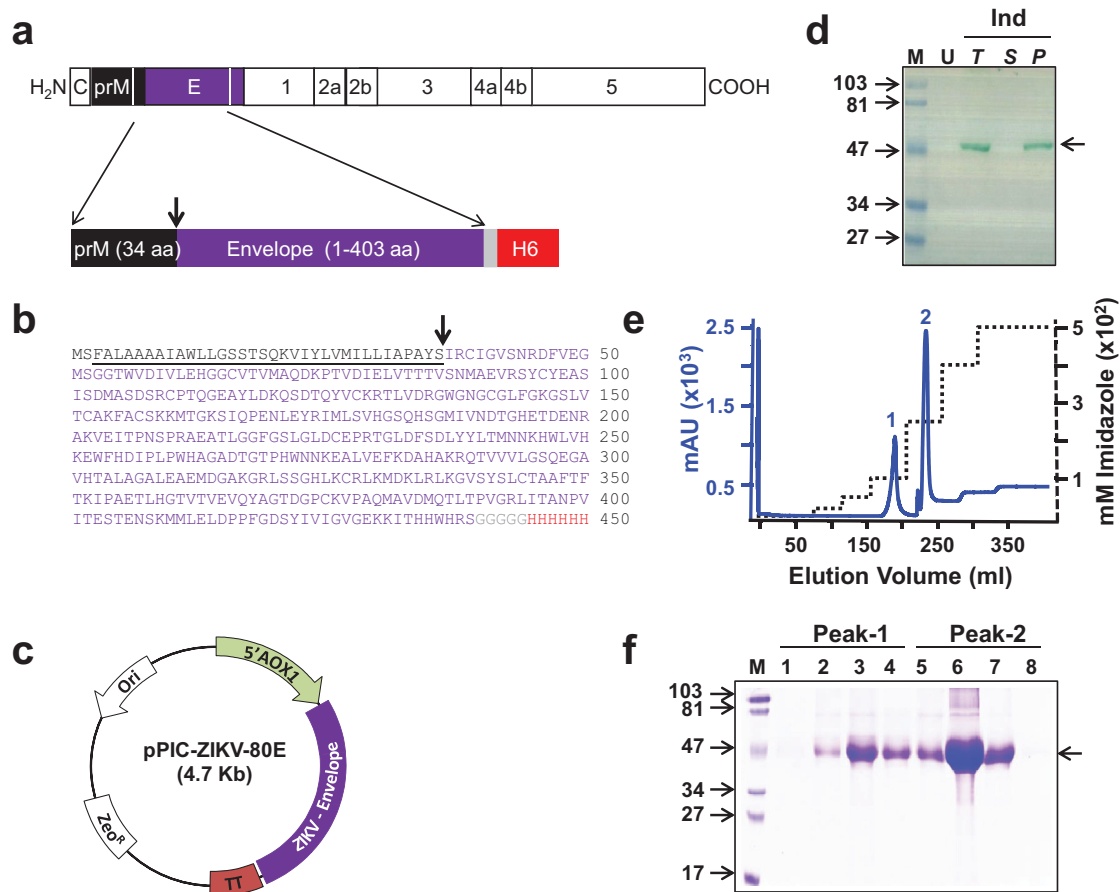 a
H₂N C prM E 1 2a 2b 3 4a 4b 5 COOH
prM (34 aa) Envelope (1-403 aa) H6
b
MSFALAAAAIAWLLGSSTSQKVIYLVMILLIAPAYSIRCIGVSNRDFVEG 50
MSGGTWVDIVLEHGGCVTVMAQDKPTVDIELVTTTVSNMAEVRSYCYEAS 100
ISDMASDSRCPTQGEAYLDKQSDTQYVCKRTLVDRGWGNGCGLFGKGSLV 150
TCAKFACSKKMTGKSIQPENLEYRIMLSVHGSQHSGMIVNDTGHETDENR 200
AKVEITPNSPRAEATLGGFGSLGLDCEPRTGLDFSDLYYLTMNNKHWLVH 250
KEWFHDIPLPWHAGADTGTPHWNNKEALVEFKDAHAKRQTVVVLGSQEGA 300
VHTALAGALEAEMDGAKGRLSSGHLKCRLKMDKLRLKGVSYSLCTAAFTF 350
TKIPAETLHGTVTVEVQYAGTDGPCKVPAQMAVDMQTLTPVGRLITANPV 400
ITESTENSKMMLELDPPFGDSYIVIGVGEKKITHHWHRSGGGGGHHHHHH 450
c
5'AOX1
Ori
pPIC-ZIKV-80E
(4.7 Kb)
ZIKV - Envelope
Zeoᴿ
TT
d
Ind
M U T S P
103
81
47
34
27
e
mAU (x10³)
2.5
1.5
0.5
1
2
5
3
1
mM Imidazole (x10²)
50 150 250 350
Elution Volume (ml)
f
Peak-1 Peak-2
M 1 2 3 4 5 6 7 8
103
81
47
34
27
17